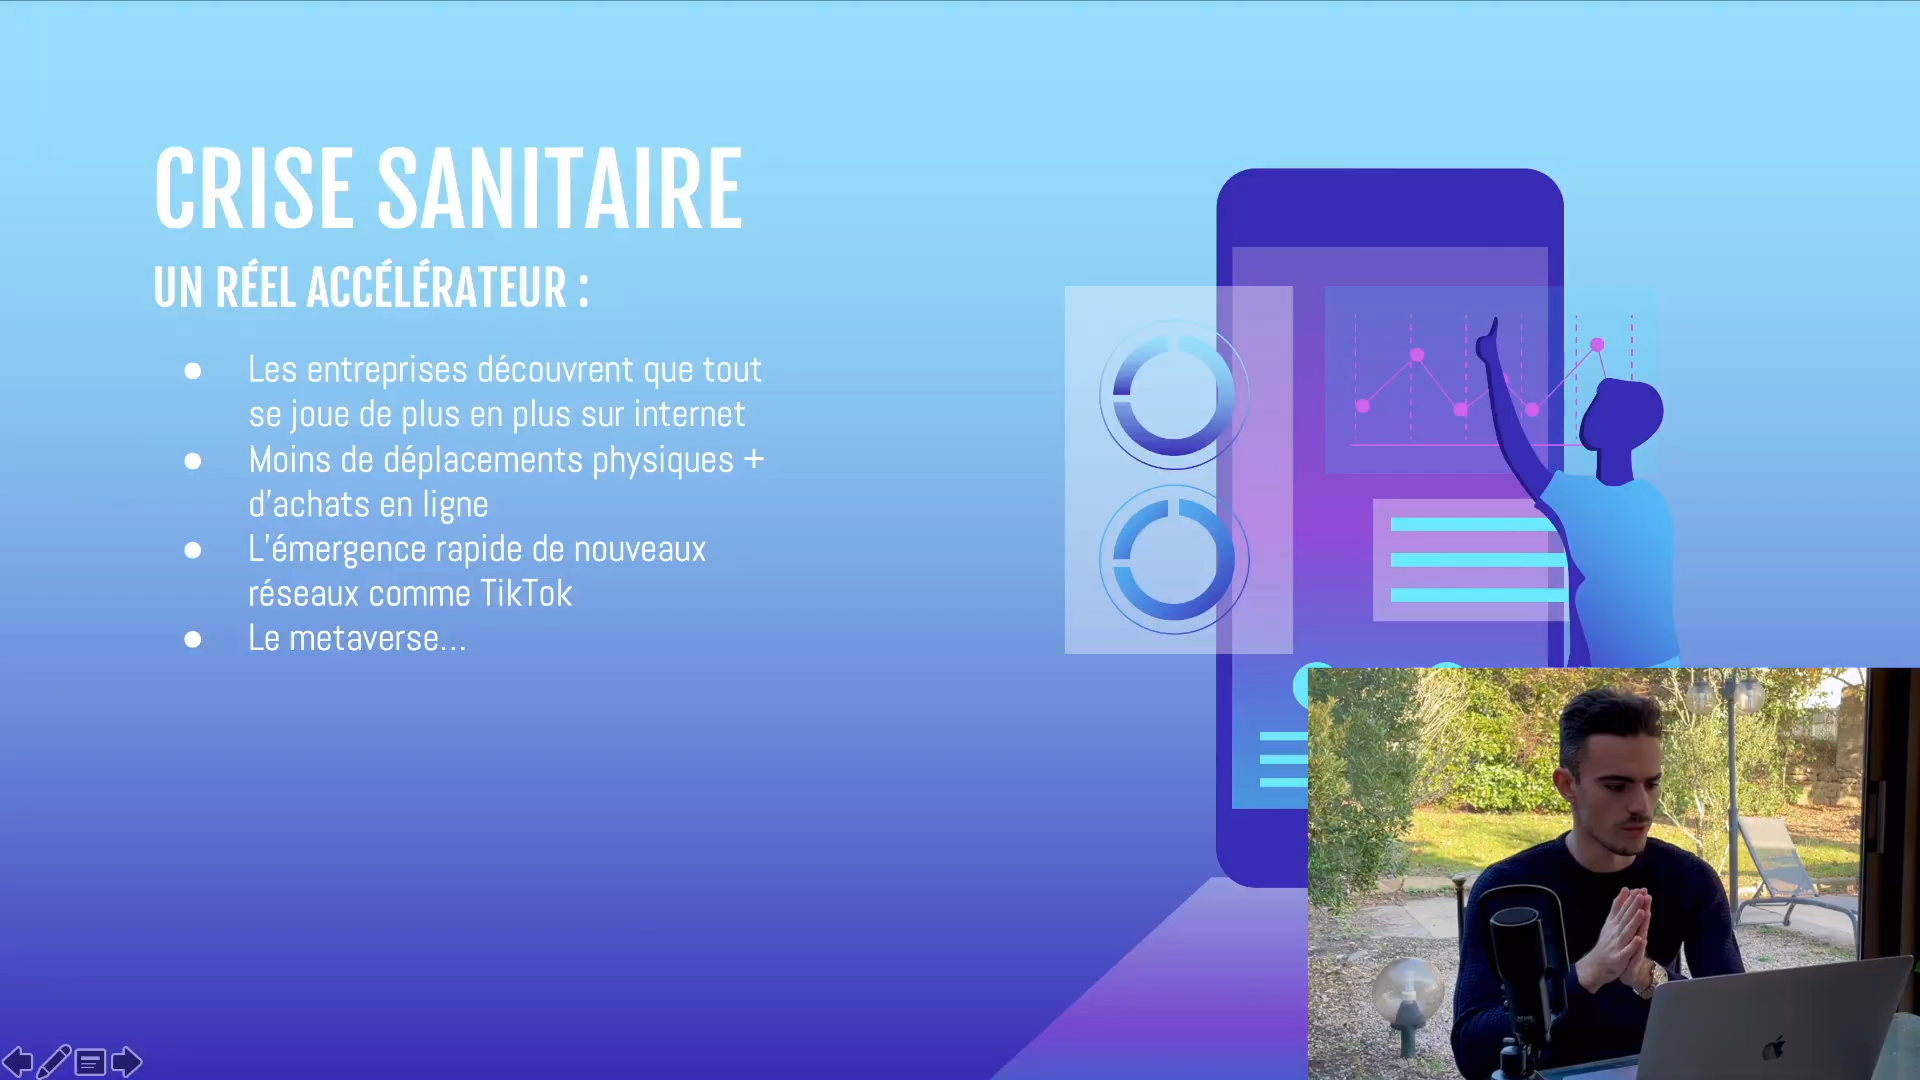 CRISE SANITAIRE
UN RÉEL ACCÉLÉRATEUR :
● Les entreprises découvrent que tout
se joue de plus en plus sur internet
● Moins de déplacements physiques +
d'achats en ligne
● L'émergence rapide de nouveaux
réseaux comme TikTok
● Le metaverse...